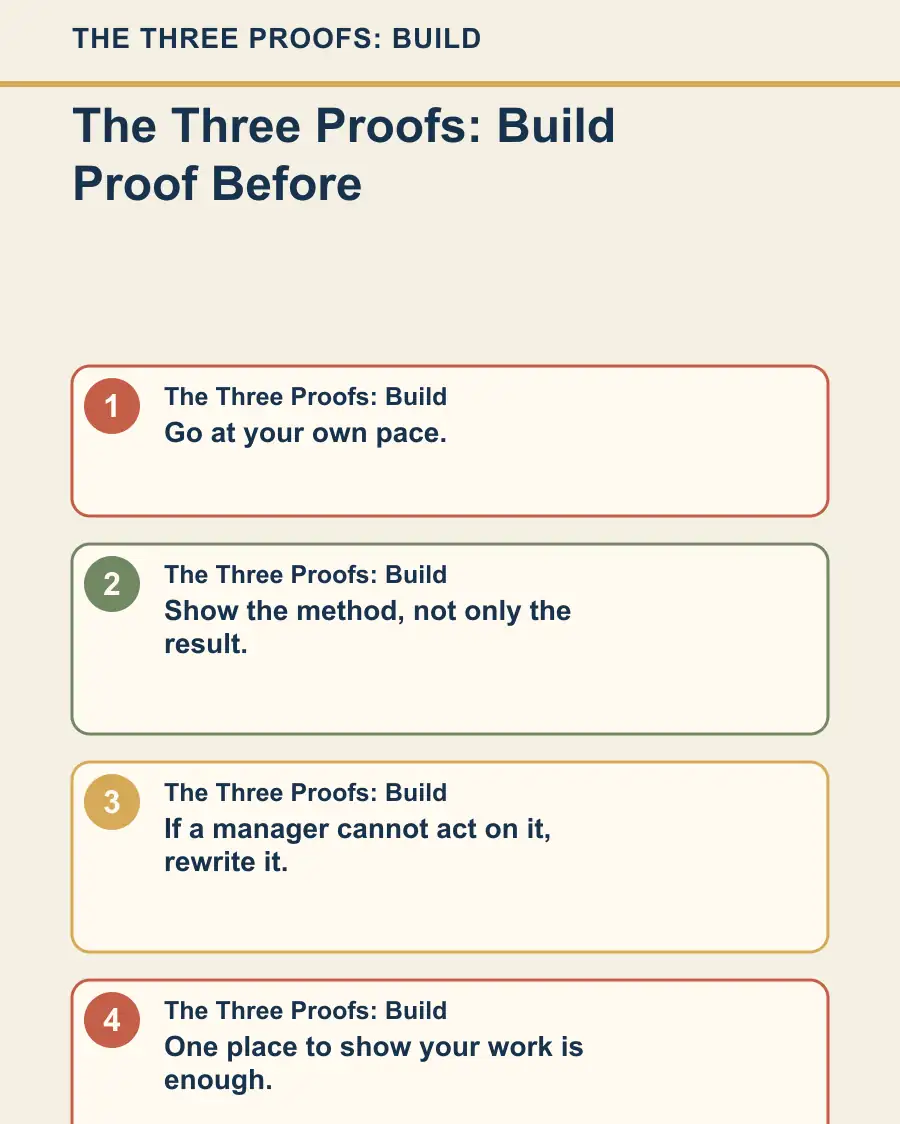 THE THREE PROOFS: BUILD
The Three Proofs: Build
Proof Before
1
The Three Proofs: Build
Go at your own pace.
2
The Three Proofs: Build
Show the method, not only the
result.
3
The Three Proofs: Build
If a manager cannot act on it,
rewrite it.
4
The Three Proofs: Build
One place to show your work is
enough.